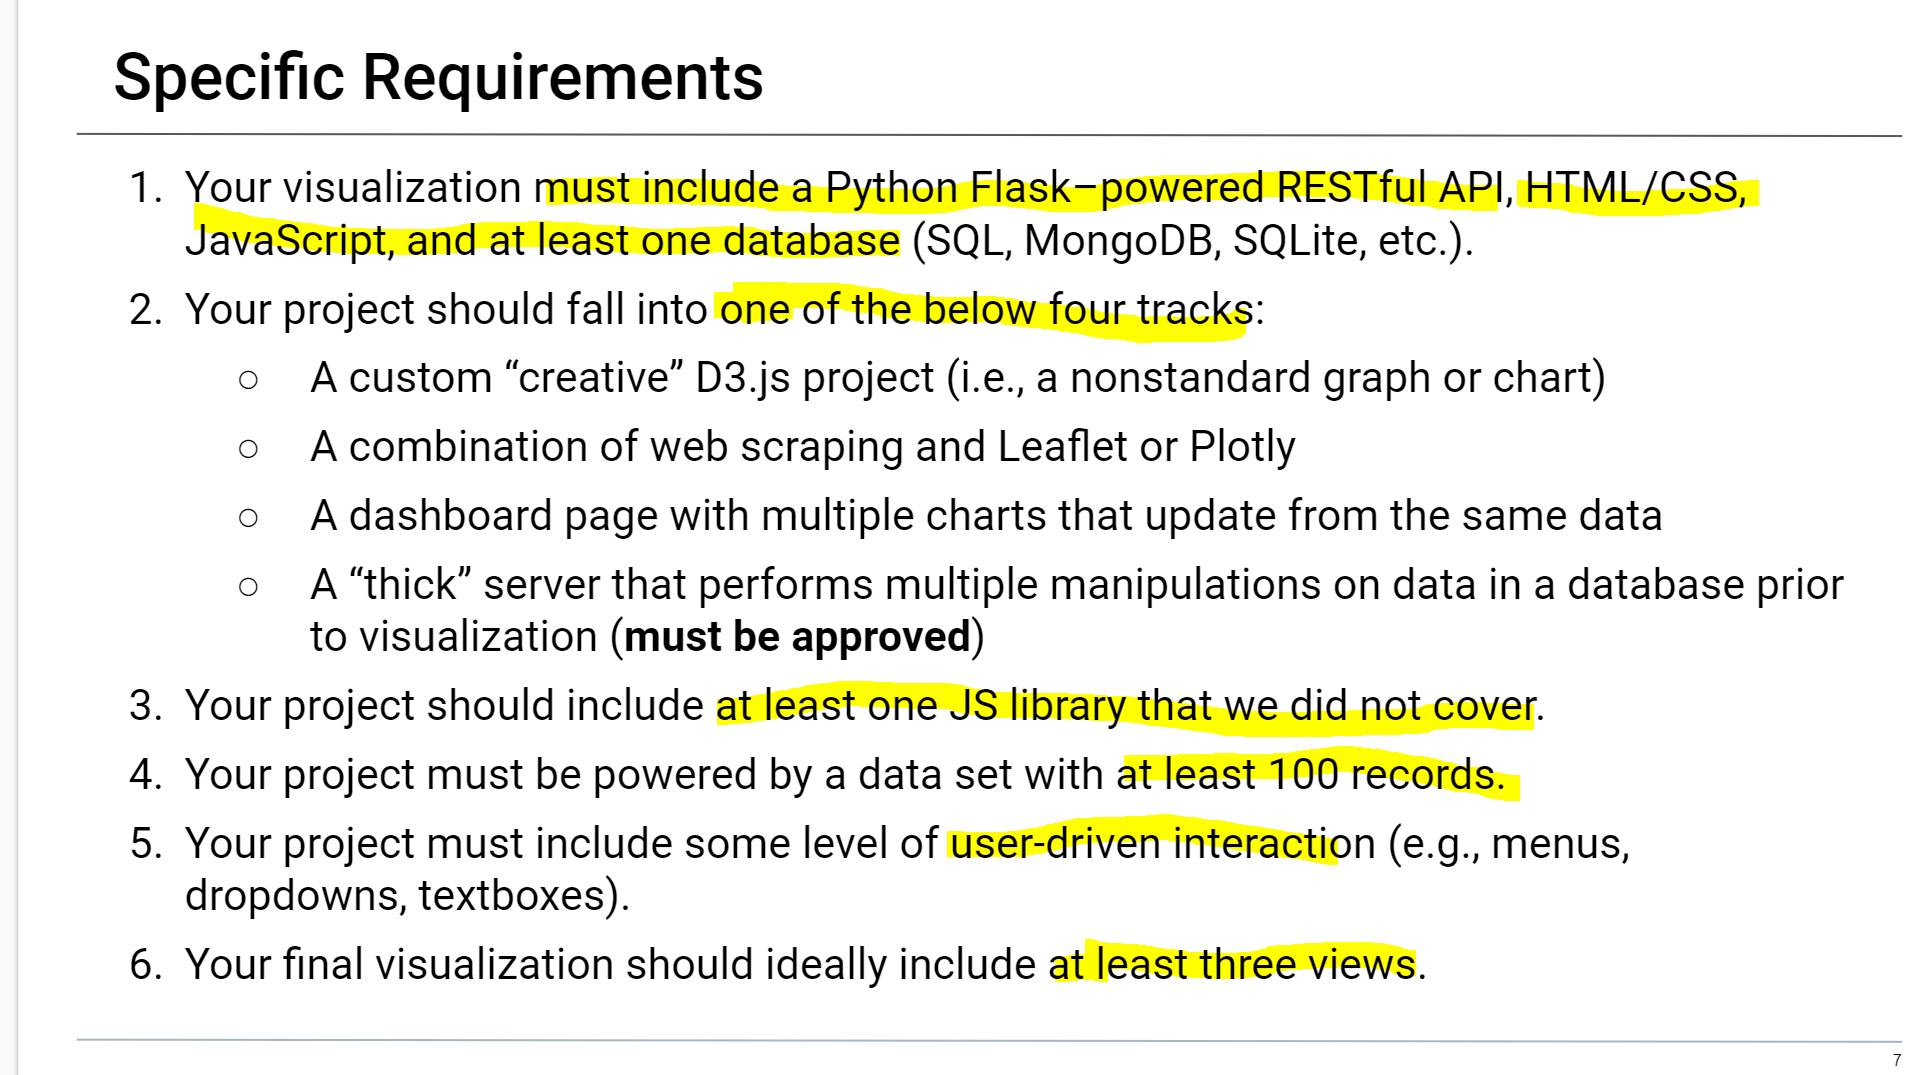 Specific Requirements
1. Your visualization must include a Python Flask–powered RESTful API, HTML/CSS,
JavaScript, and at least one database (SQL, MongoDB, SQLite, etc.).
2. Your project should fall into one of the below four tracks:
○ A custom “creative” D3.js project (i.e., a nonstandard graph or chart)
○ A combination of web scraping and Leaflet or Plotly
○ A dashboard page with multiple charts that update from the same data
○ A “thick” server that performs multiple manipulations on data in a database prior
to visualization (must be approved)
3. Your project should include at least one JS library that we did not cover.
4. Your project must be powered by a data set with at least 100 records.
5. Your project must include some level of user-driven interaction (e.g., menus,
dropdowns, textboxes).
6. Your final visualization should ideally include at least three views.
7